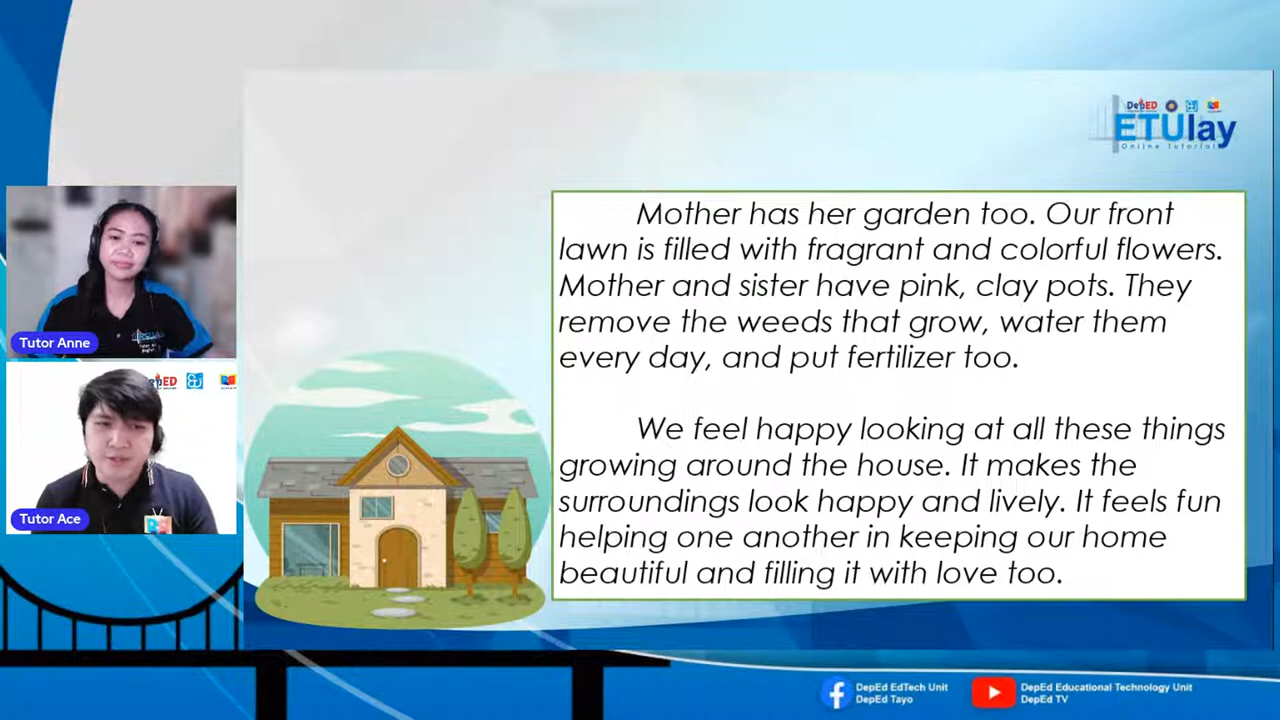 DepED
ETUlay
Online Tutorial
Mother has her garden too. Our front
lawn is filled with fragrant and colorful flowers.
Mother and sister have pink, clay pots. They
remove the weeds that grow, water them
every day, and put fertilizer too.
We feel happy looking at all these things
growing around the house. It makes the
surroundings look happy and lively. It feels fun
helping one another in keeping our home
beautiful and filling it with love too.
Tutor Anne
Tutor Ace
DepEd EdTech Unit
DepEd Tayo
DepEd Educational Technology Unit
DepEd TV